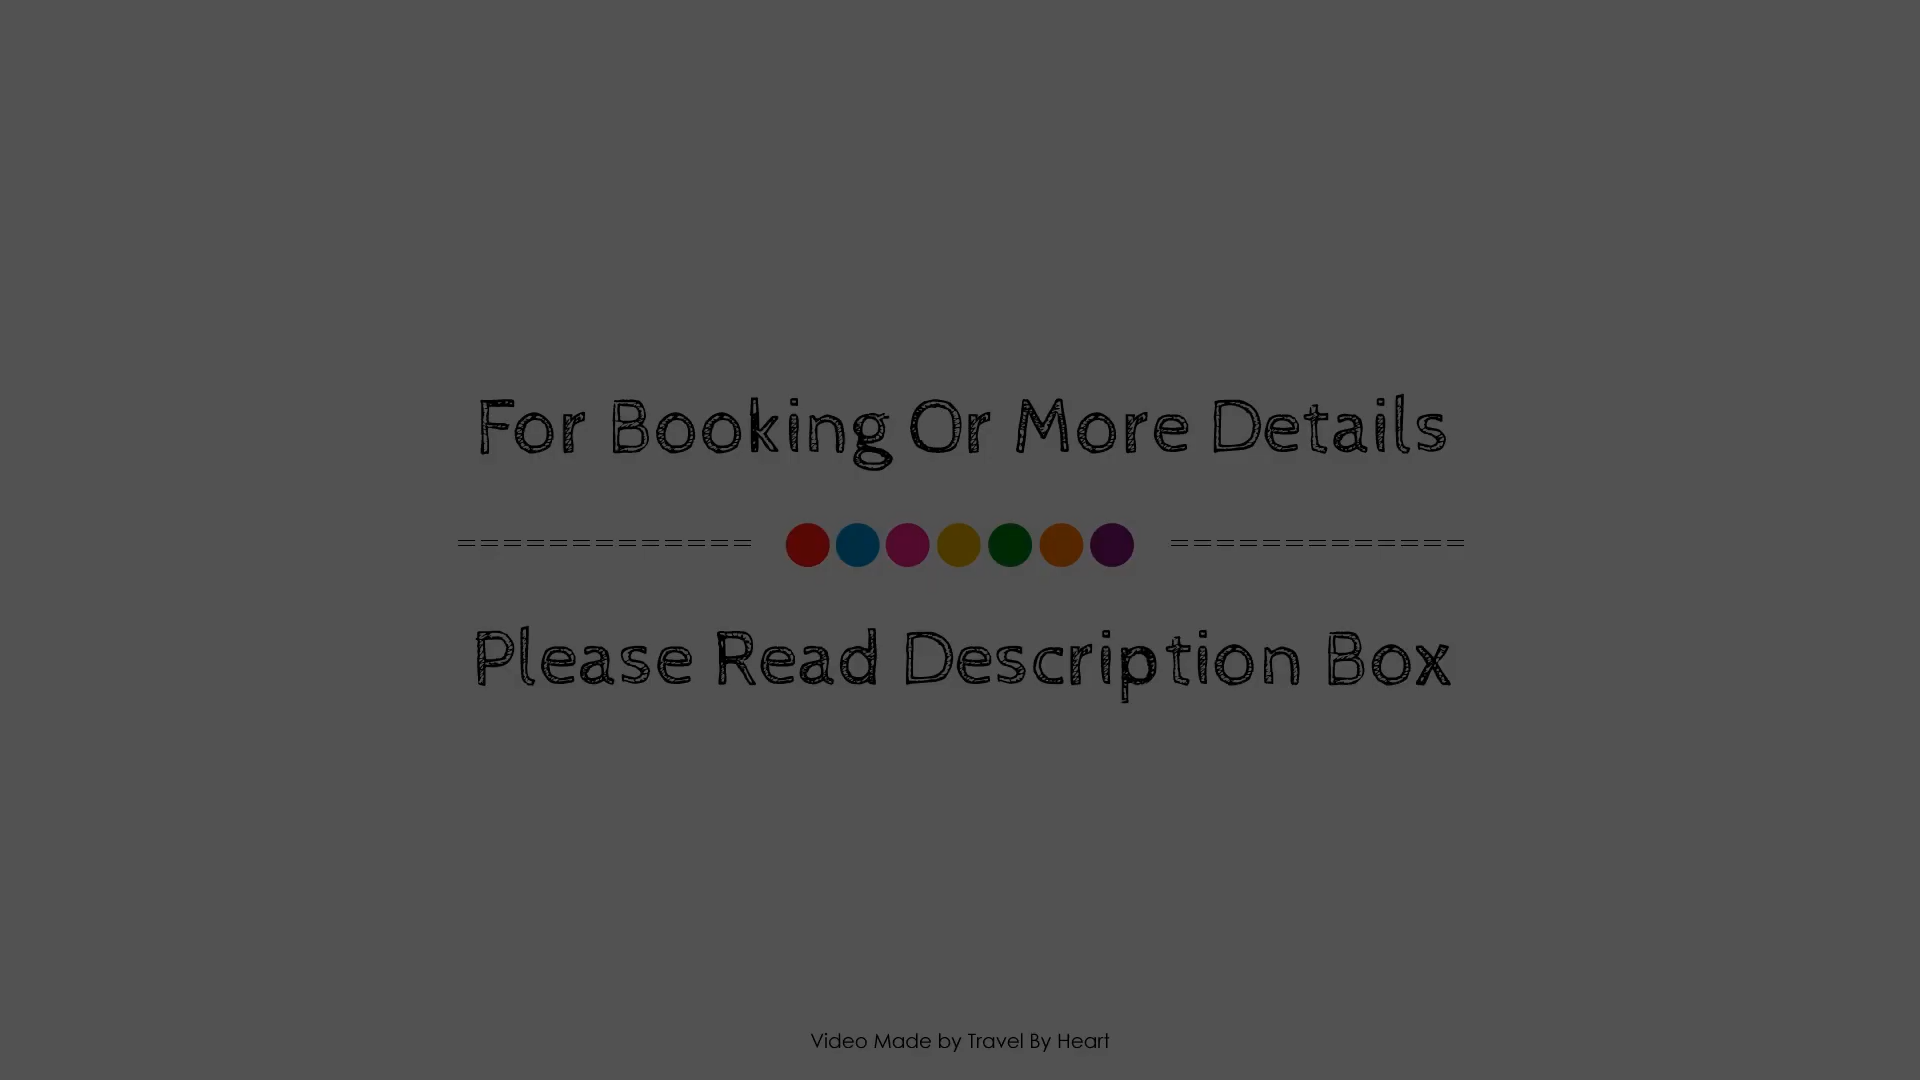 For Booking Or More Details
============= =============
Please Read Description Box
Video Made by Travel By Heart